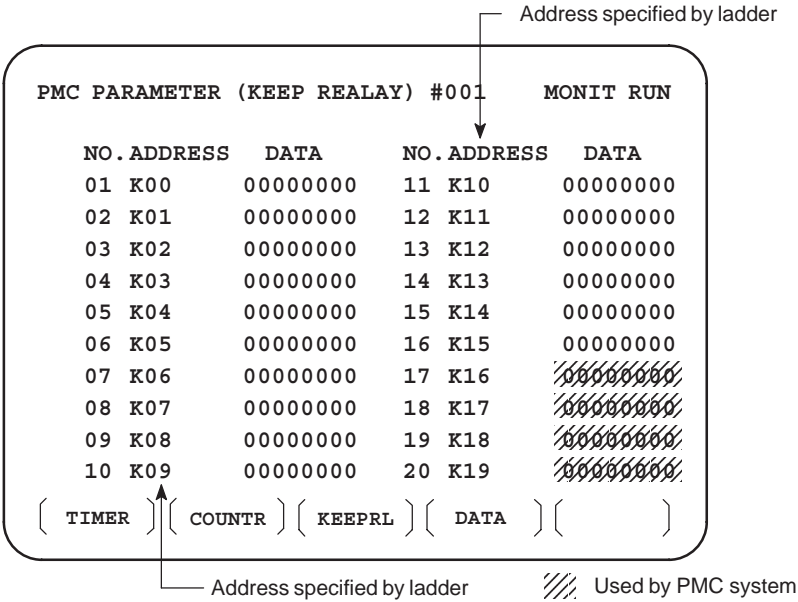 Address specified by ladder
PMC PARAMETER (KEEP REALAY) #001 MONIT RUN
NO. ADDRESS DATA NO. ADDRESS DATA
01 K00 00000000 11 K10 00000000
02 K01 00000000 12 K11 00000000
03 K02 00000000 13 K12 00000000
04 K03 00000000 14 K13 00000000
05 K04 00000000 15 K14 00000000
06 K05 00000000 16 K15 00000000
07 K06 00000000 17 K16 00000000
08 K07 00000000 18 K17 00000000
09 K08 00000000 19 K18 00000000
10 K09 00000000 20 K19 00000000
TIMER COUNTR KEEPRL DATA
Address specified by ladder Used by PMC system